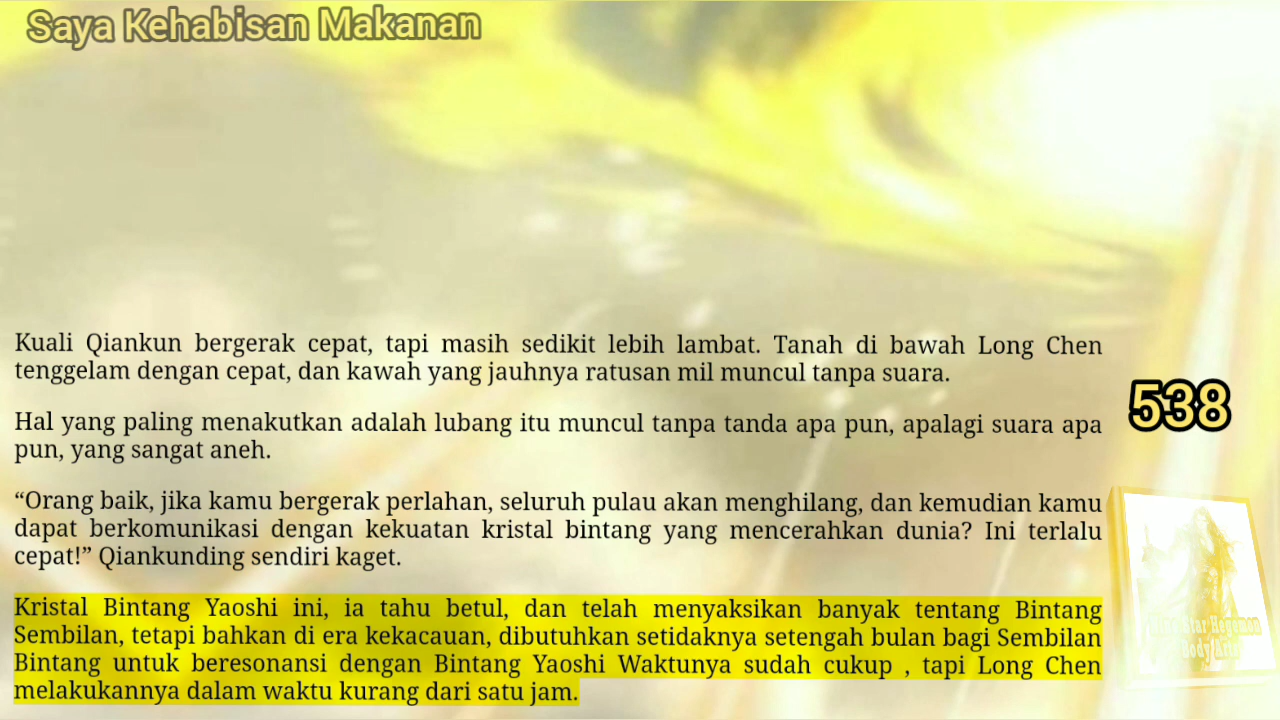 Saya Kehabisan Makanan
Kuali Qiankun bergerak cepat, tapi masih sedikit lebih lambat. Tanah di bawah Long Chen
tenggelam dengan cepat, dan kawah yang jauhnya ratusan mil muncul tanpa suara.
Hal yang paling menakutkan adalah lubang itu muncul tanpa tanda apa pun, apalagi suara apa
pun, yang sangat aneh.
538
“Orang baik, jika kamu bergerak perlahan, seluruh pulau akan menghilang, dan kemudian kamu
dapat berkomunikasi dengan kekuatan kristal bintang yang mencerahkan dunia? Ini terlalu
cepat!” Qiankunding sendiri kaget.
Kristal Bintang Yaoshi ini, ia tahu betul, dan telah menyaksikan banyak tentang Bintang
Sembilan, tetapi bahkan di era kekacauan, dibutuhkan setidaknya setengah bulan bagi Sembilan
Bintang untuk beresonansi dengan Bintang Yaoshi Waktunya sudah cukup , tapi Long Chen
melakukannya dalam waktu kurang dari satu jam.
Star Hegemon
Body Arts